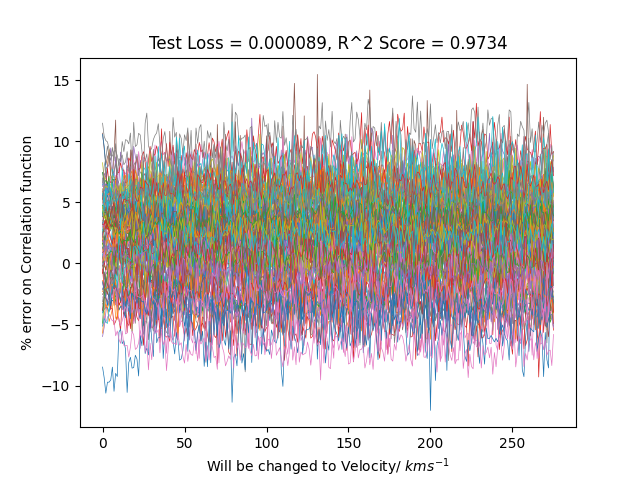 Test Loss = 0.000089, R^2 Score = 0.9734
% error on Correlation function
15
10
5
0
−5
−10
0 50 100 150 200 250
Will be changed to Velocity/ kms⁻¹